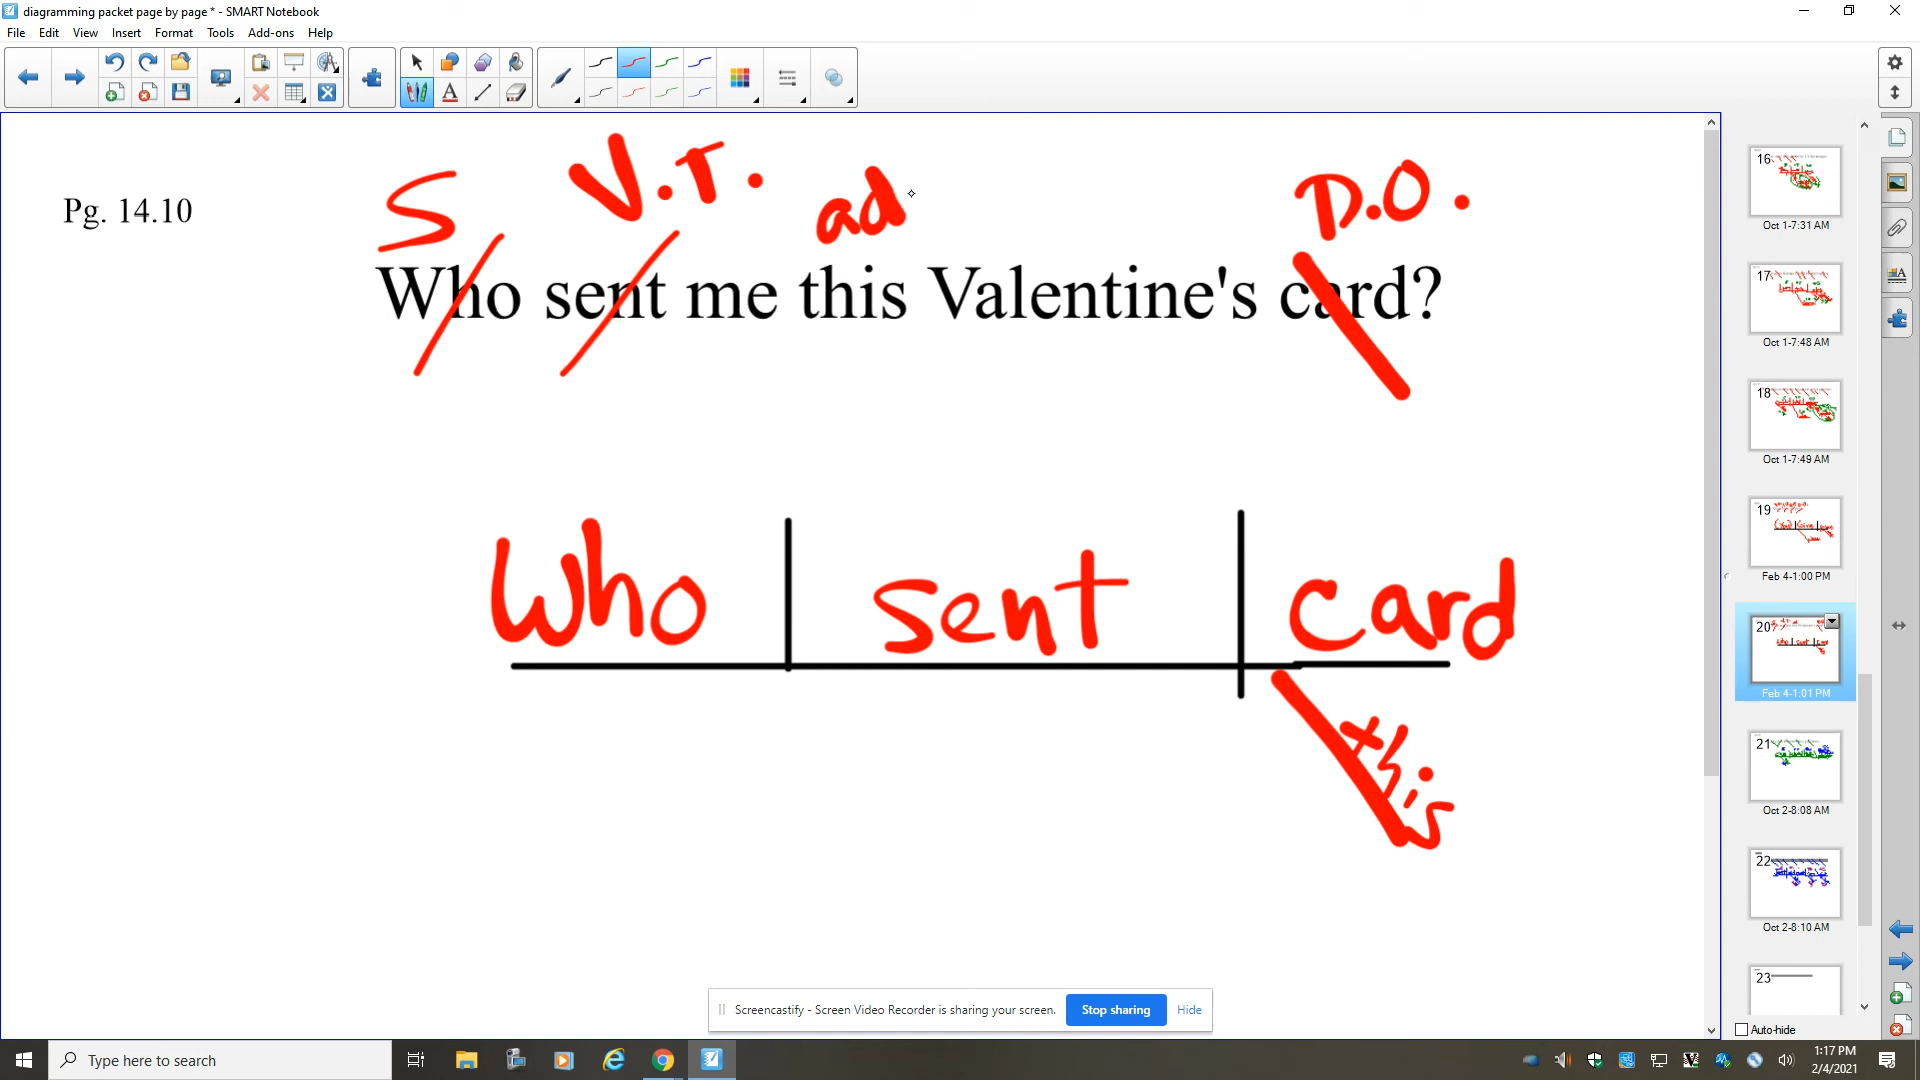 diagramming packet page by page * - SMART Notebook
File Edit View Insert Format Tools Add-ons Help
Pg. 14.10
S V.T. ad D.O.
Who sent me this Valentine's card?
Who sent card
this
16
Oct 1-7:31 AM
17
Oct 1-7:48 AM
18
Oct 1-7:49 AM
19
Feb 4-1:00 PM
20
Feb 4-1:01 PM
21
Oct 2-8:08 AM
22
Oct 2-8:10 AM
23
Auto-hide
Screencastify - Screen Video Recorder is sharing your screen. Stop sharing Hide
Type here to search
1:17 PM
2/4/2021